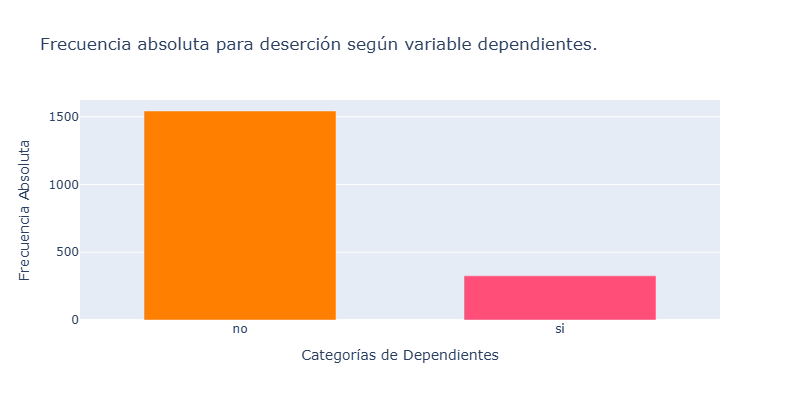 Frecuencia absoluta para deserción según variable dependientes.
Frecuencia Absoluta
1500
1000
500
0
no
si
Categorías de Dependientes